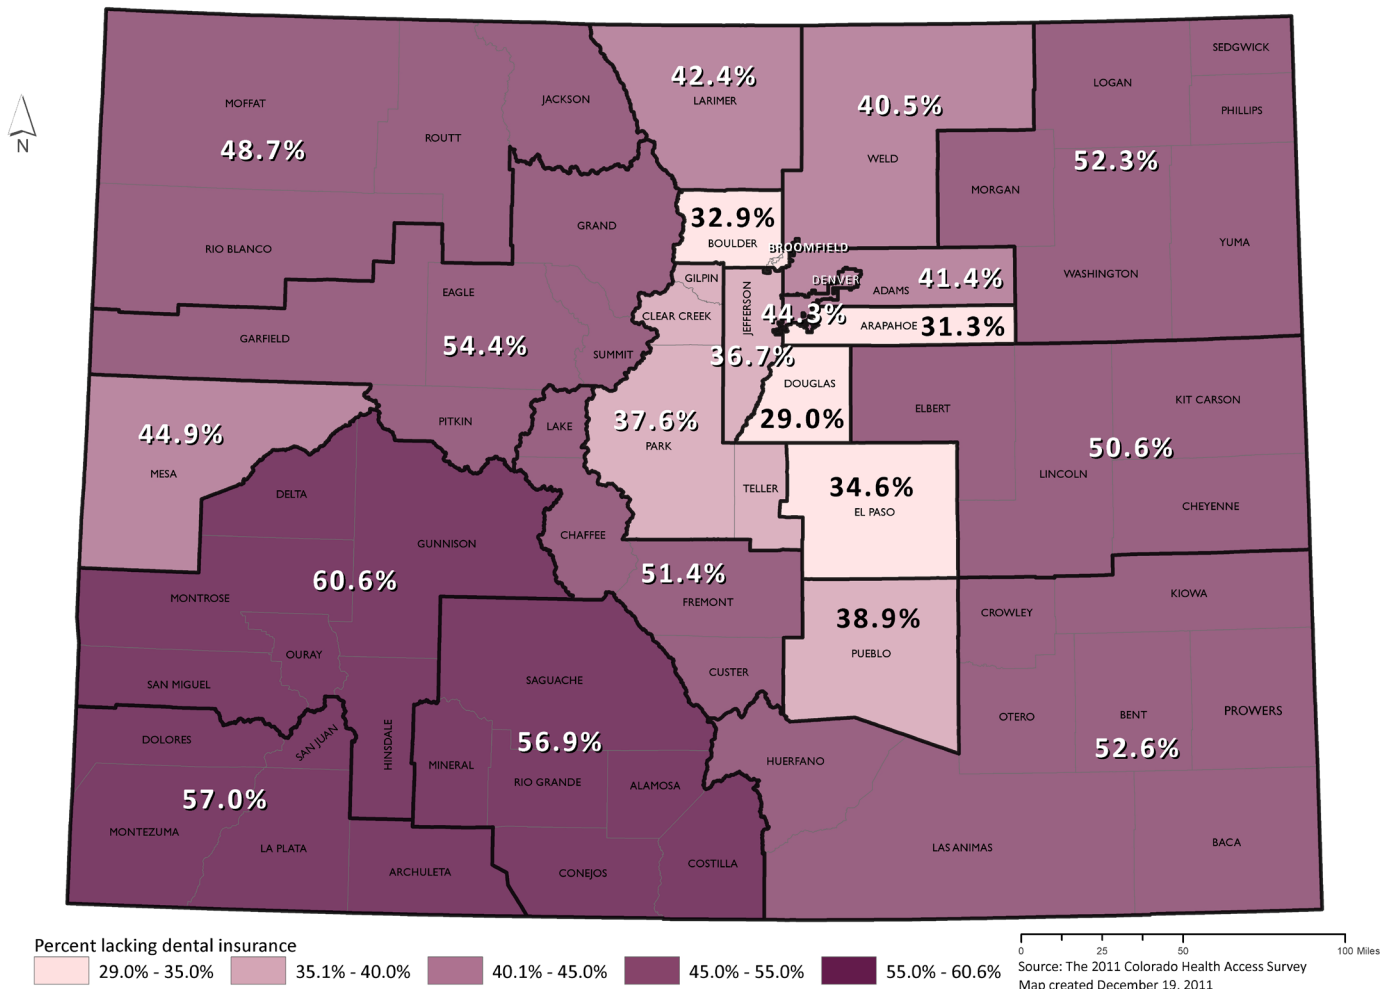 SEDGWICK
LOGAN
42.4%
LARIMER
JACKSON
MOFFAT
40.5%
PHILLIPS
ROUTT
N
48.7%
WELD
52.3%
MORGAN
32.9%
GRAND
BOULDER
BROOMFIELD
RIO BLANCO
YUMA
WASHINGTON
GILPIN
DENVER
41.4%
ADAMS
EAGLE
JEFFERSON
CLEAR CREEK
44.3%
ARAPAHOE 31.3%
GARFIELD
54.4%
SUMMIT
36.7%
DOUGLAS
KIT CARSON
ELBERT
PITKIN
LAKE
37.6%
29.0%
44.9%
PARK
50.6%
MESA
LINCOLN
DELTA
TELLER
34.6%
EL PASO
CHEYENNE
CHAFFEE
GUNNISON
60.6%
51.4%
MONTROSE
FREMONT
KIOWA
CROWLEY
38.9%
PUEBLO
OURAY
CUSTER
SAN MIGUEL
SAGUACHE
PROWERS
BENT
OTERO
DOLORES
SAN JUAN
HINSDALE
56.9%
52.6%
MINERAL
RIO GRANDE
ALAMOSA
HUERFANO
57.0%
MONTEZUMA
LA PLATA
LAS ANIMAS
BACA
ARCHULETA
CONEJOS
COSTILLA
Percent lacking dental insurance
29.0% - 35.0%
35.1% - 40.0%
40.1% - 45.0%
45.0% - 55.0%
55.0% - 60.6%
0 25 50 100 Miles
Source: The 2011 Colorado Health Access Survey
Map created December 19, 2011